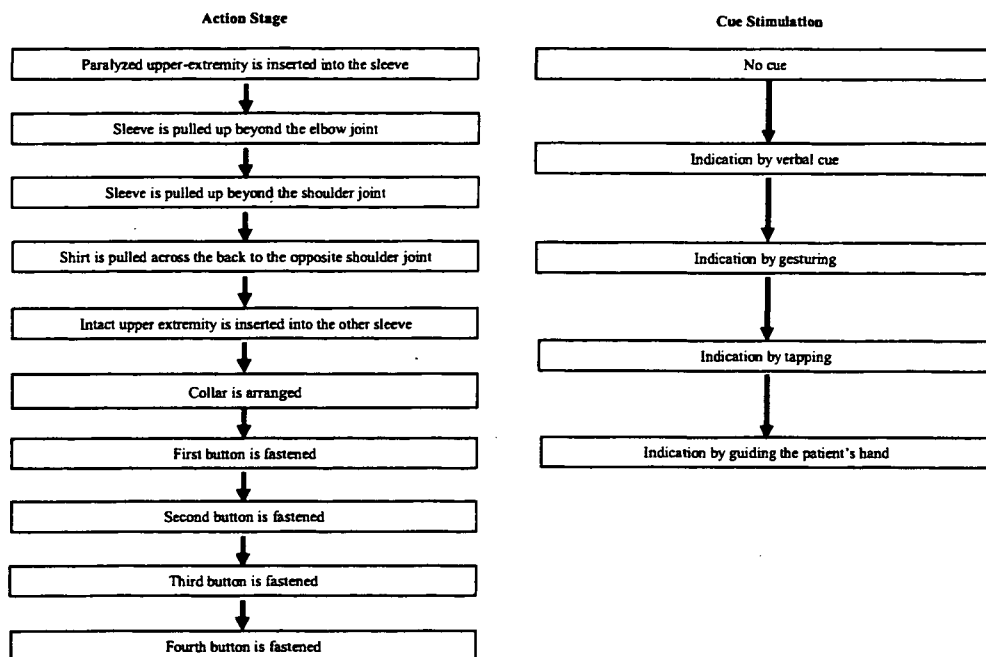 Action Stage
Paralyzed upper-extremity is inserted into the sleeve
Sleeve is pulled up beyond the elbow joint
Sleeve is pulled up beyond the shoulder joint
Shirt is pulled across the back to the opposite shoulder joint
Intact upper extremity is inserted into the other sleeve
Collar is arranged
First button is fastened
Second button is fastened
Third button is fastened
Fourth button is fastened
Cue Stimulation
No cue
Indication by verbal cue
Indication by gesturing
Indication by tapping
Indication by guiding the patient's hand